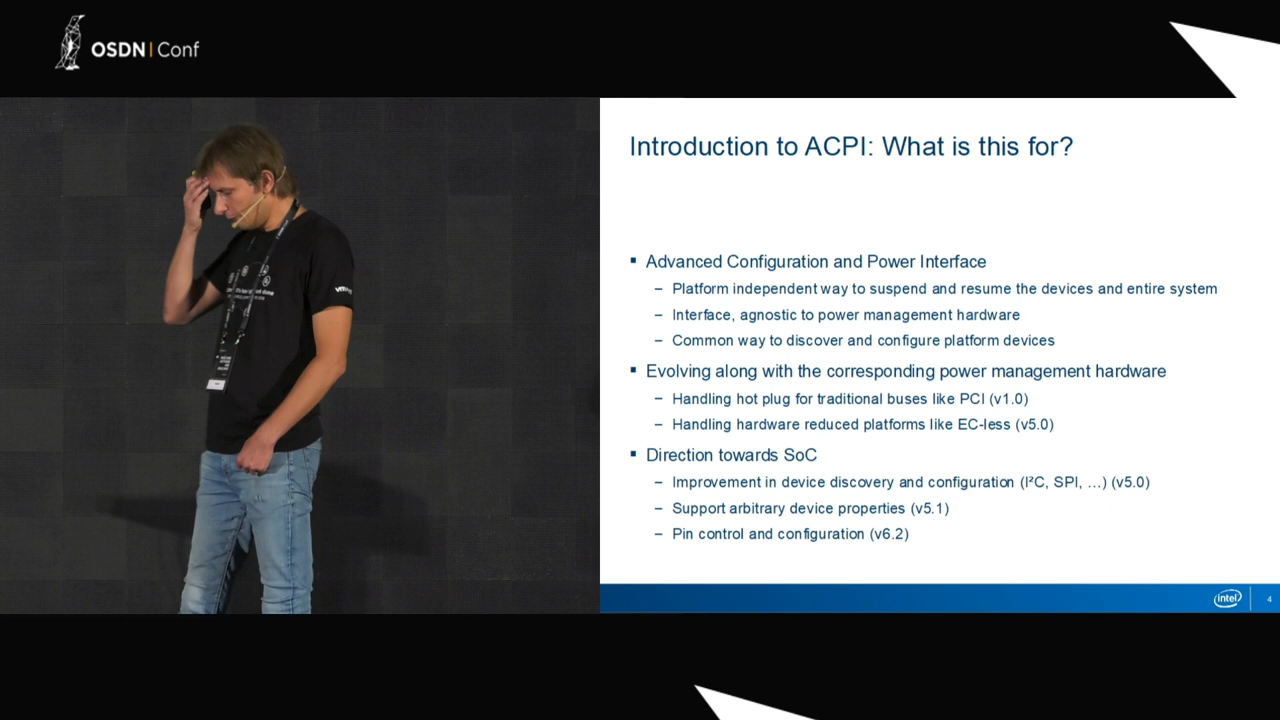 OSDN | Conf
Introduction to ACPI: What is this for?
▪ Advanced Configuration and Power Interface
– Platform independent way to suspend and resume the devices and entire system
– Interface, agnostic to power management hardware
– Common way to discover and configure platform devices
▪ Evolving along with the corresponding power management hardware
– Handling hot plug for traditional buses like PCI (v1.0)
– Handling hardware reduced platforms like EC-less (v5.0)
▪ Direction towards SoC
– Improvement in device discovery and configuration (I²C, SPI, ...) (v5.0)
– Support arbitrary device properties (v5.1)
– Pin control and configuration (v6.2)
intel
4